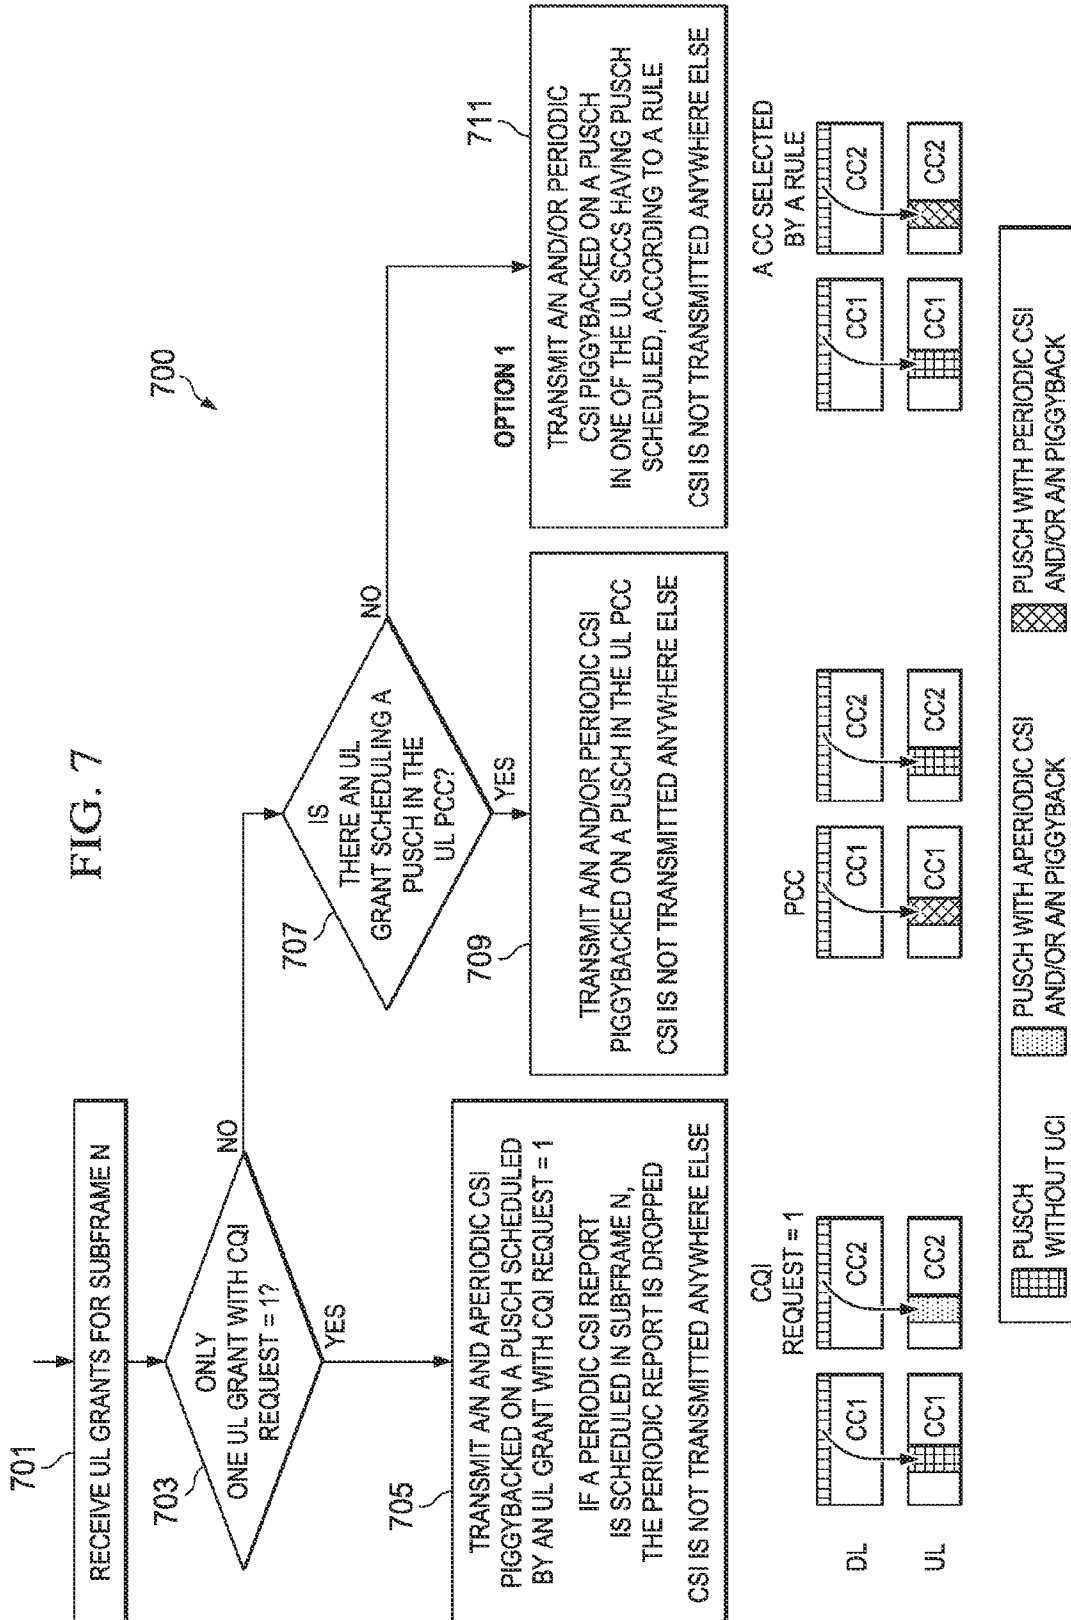 FIG. 7
700
701
RECEIVE UL GRANTS FOR SUBFRAME N
703
ONLY
ONE UL GRANT WITH CQI
REQUEST = 1?
NO
YES
705
TRANSMIT A/N AND APERIODIC CSI
PIGGYBACKED ON A PUSCH SCHEDULED
BY AN UL GRANT WITH CQI REQUEST = 1
IF A PERIODIC CSI REPORT
IS SCHEDULED IN SUBFRAME N,
THE PERIODIC REPORT IS DROPPED
CSI IS NOT TRANSMITTED ANYWHERE ELSE
707
IS
THERE AN UL
GRANT SCHEDULING A
PUSCH IN THE
UL PCC?
NO
YES
709
TRANSMIT A/N AND/OR PERIODIC CSI
PIGGYBACKED ON A PUSCH IN THE UL PCC
CSI IS NOT TRANSMITTED ANYWHERE ELSE
OPTION 1
711
TRANSMIT A/N AND/OR PERIODIC
CSI PIGGYBACKED ON A PUSCH
IN ONE OF THE UL SCCS HAVING PUSCH
SCHEDULED, ACCORDING TO A RULE
CSI IS NOT TRANSMITTED ANYWHERE ELSE
CQI
REQUEST = 1
PCC
A CC SELECTED
BY A RULE
DL
CC1
CC2
CC1
CC2
CC1
CC2
UL
CC1
CC2
CC1
CC2
CC1
CC2
PUSCH
WITHOUT UCI
PUSCH WITH APERIODIC CSI
AND/OR A/N PIGGYBACK
PUSCH WITH PERIODIC CSI
AND/OR A/N PIGGYBACK